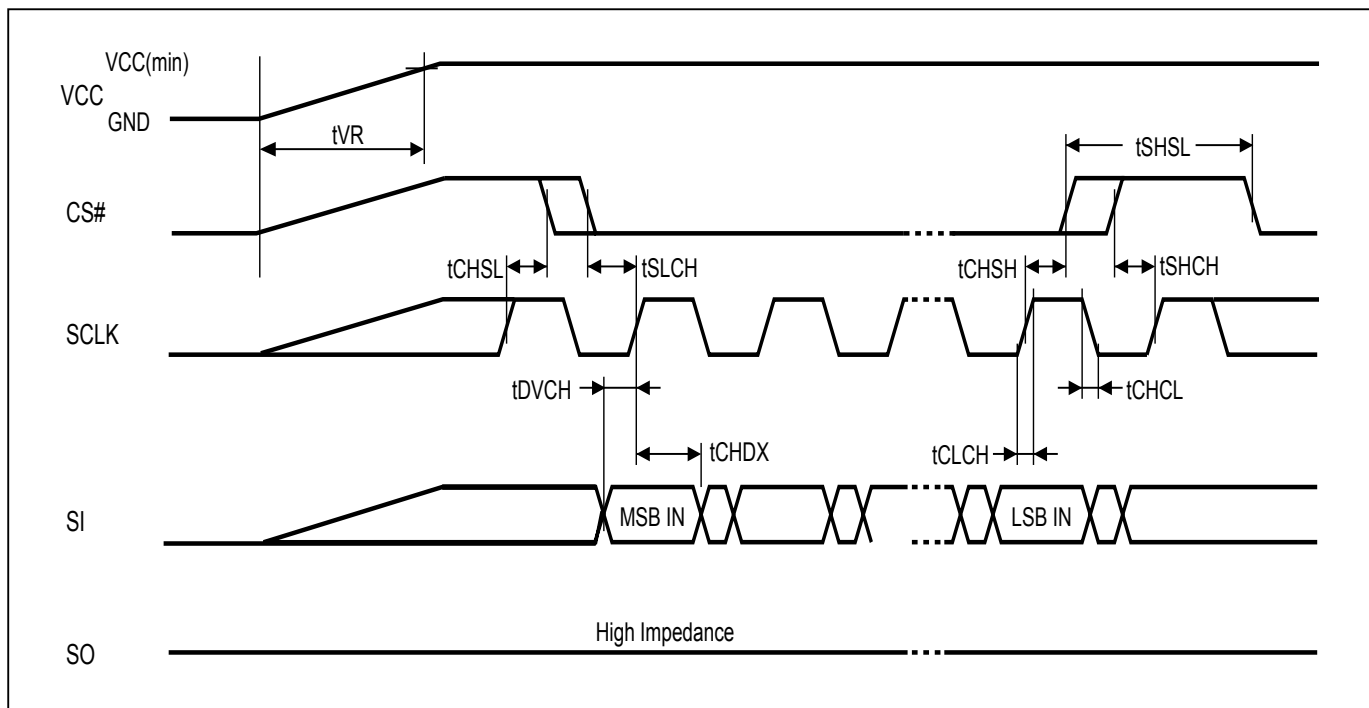 VCC(min)
VCC
GND
tVR
tSHSL
CS#
tCHSL
tSLCH
tCHSH
tSHCH
SCLK
tDVCH
tCHCL
tCHDX
tCLCH
SI
MSB IN
LSB IN
High Impedance
SO